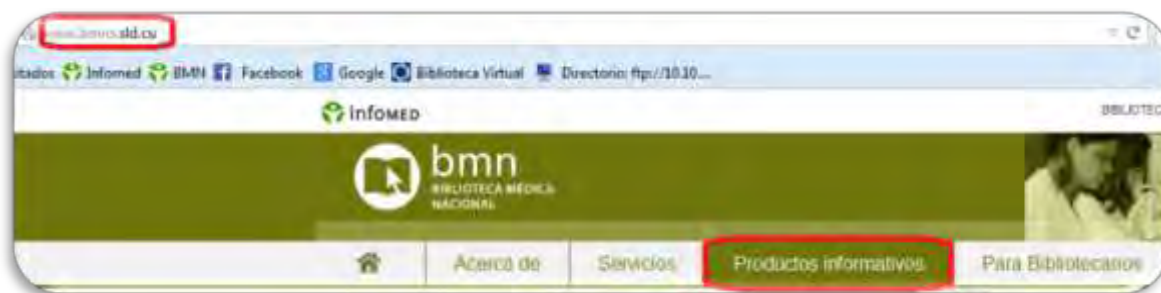 sld.cu
Infomed BMN Facebook Google Biblioteca Virtual Directorio: ftp://10.10....
infomed
bmn
BIBLIOTECA MÉDICA
NACIONAL
Acerca de Servicios Productos informativos Para Bibliotecarios